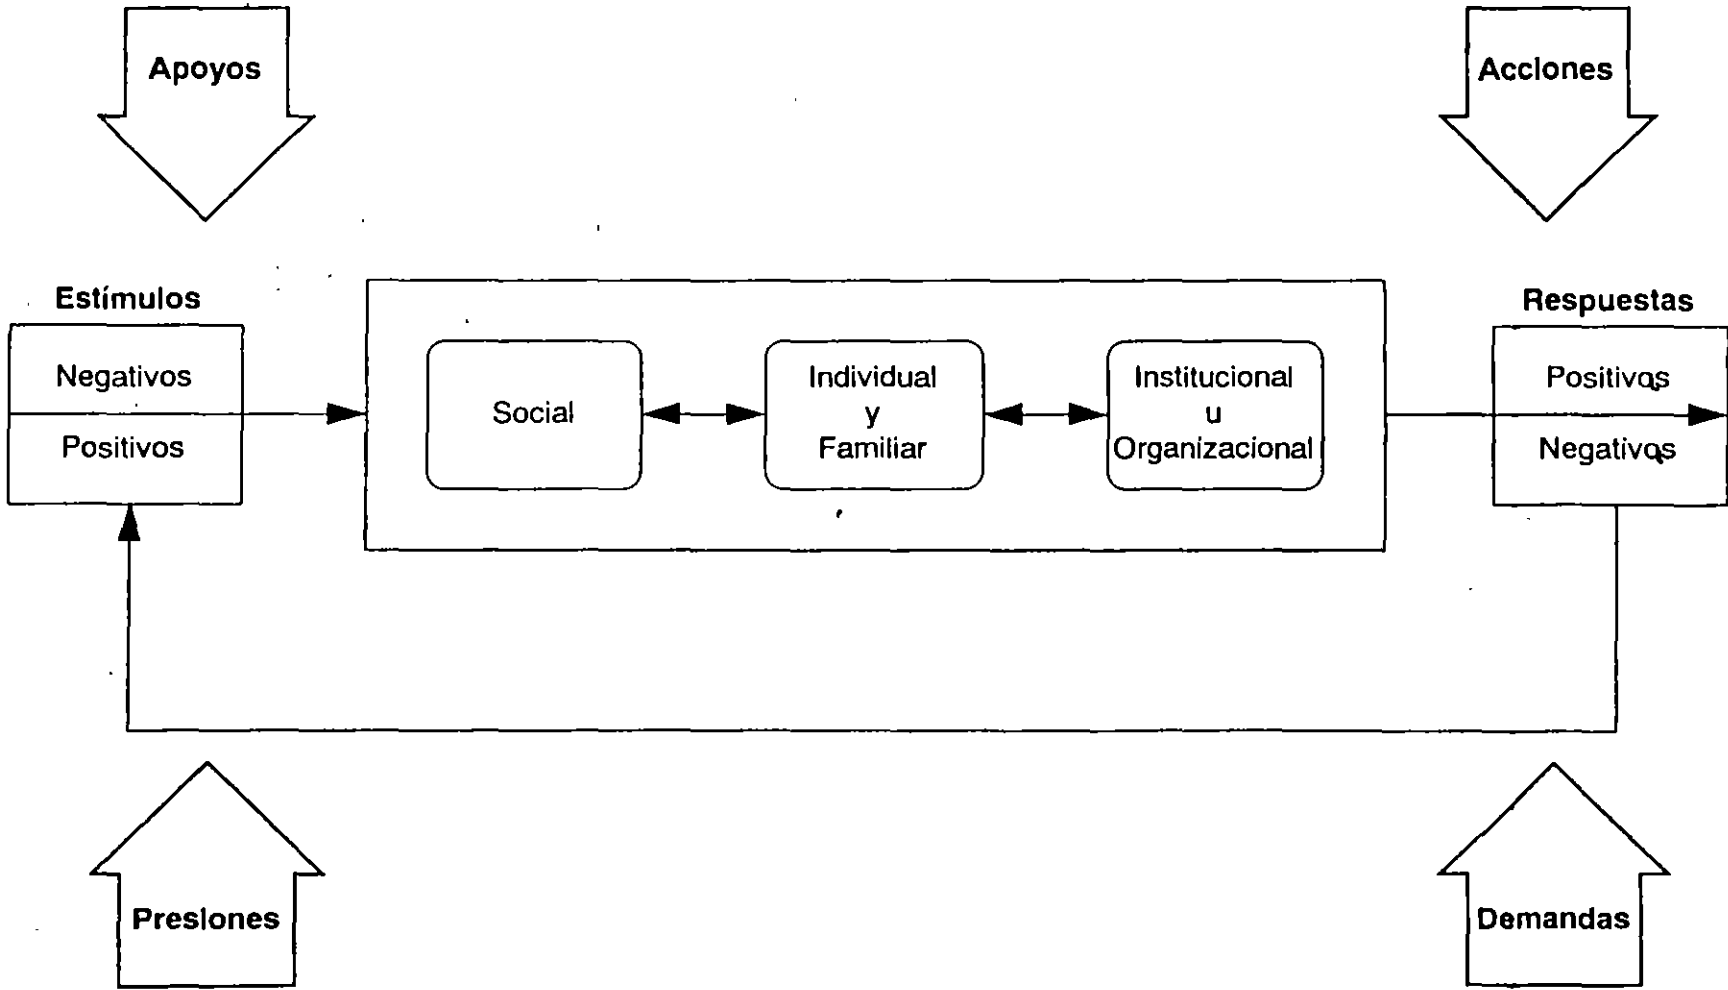 Apoyos
Acciones
Estímulos
Respuestas
Negativos
Positivos
Social
Individual
y
Familiar
Institucional
u
Organizacional
Positivos
Negativos
Presiones
Demandas